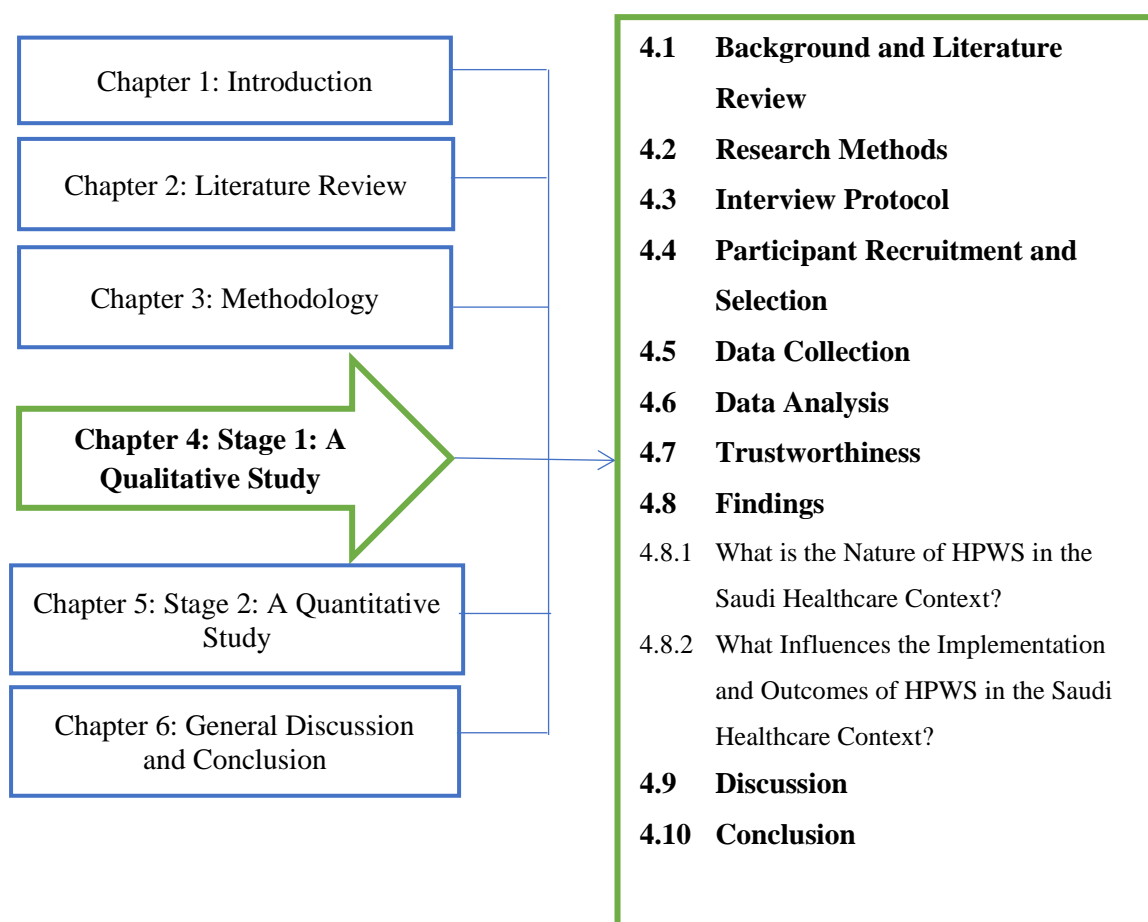 Chapter 1: Introduction
Chapter 2: Literature Review
Chapter 3: Methodology
Chapter 4: Stage 1: A
Qualitative Study
Chapter 5: Stage 2: A Quantitative
Study
Chapter 6: General Discussion
and Conclusion
4.1 Background and Literature
Review
4.2 Research Methods
4.3 Interview Protocol
4.4 Participant Recruitment and
Selection
4.5 Data Collection
4.6 Data Analysis
4.7 Trustworthiness
4.8 Findings
4.8.1 What is the Nature of HPWS in the
Saudi Healthcare Context?
4.8.2 What Influences the Implementation
and Outcomes of HPWS in the Saudi
Healthcare Context?
4.9 Discussion
4.10 Conclusion